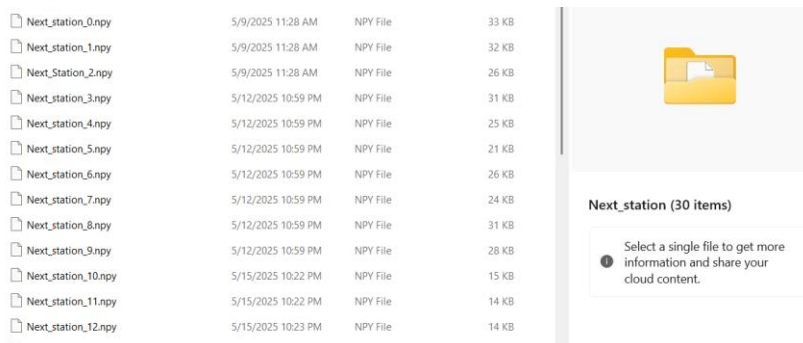 Next_station_0.npy 5/9/2025 11:28 AM NPY File 33 KB
Next_station_1.npy 5/9/2025 11:28 AM NPY File 32 KB
Next_Station_2.npy 5/9/2025 11:28 AM NPY File 26 KB
Next_station_3.npy 5/12/2025 10:59 PM NPY File 31 KB
Next_station_4.npy 5/12/2025 10:59 PM NPY File 25 KB
Next_station_5.npy 5/12/2025 10:59 PM NPY File 21 KB
Next_station_6.npy 5/12/2025 10:59 PM NPY File 26 KB
Next_station_7.npy 5/12/2025 10:59 PM NPY File 24 KB
Next_station_8.npy 5/12/2025 10:59 PM NPY File 31 KB
Next_station_9.npy 5/12/2025 10:59 PM NPY File 28 KB
Next_station_10.npy 5/15/2025 10:22 PM NPY File 15 KB
Next_station_11.npy 5/15/2025 10:22 PM NPY File 14 KB
Next_station_12.npy 5/15/2025 10:23 PM NPY File 14 KB
Next_station (30 items)
Select a single file to get more
information and share your
cloud content.